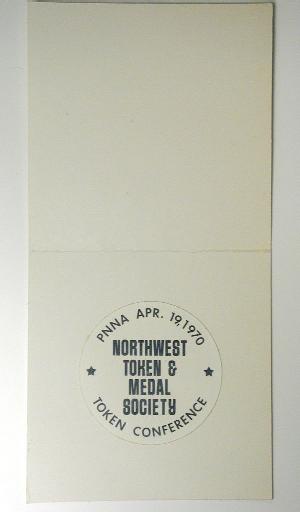 PNNA APR. 19, 1970
NORTHWEST
TOKEN &
MEDAL
SOCIETY
TOKEN CONFERENCE